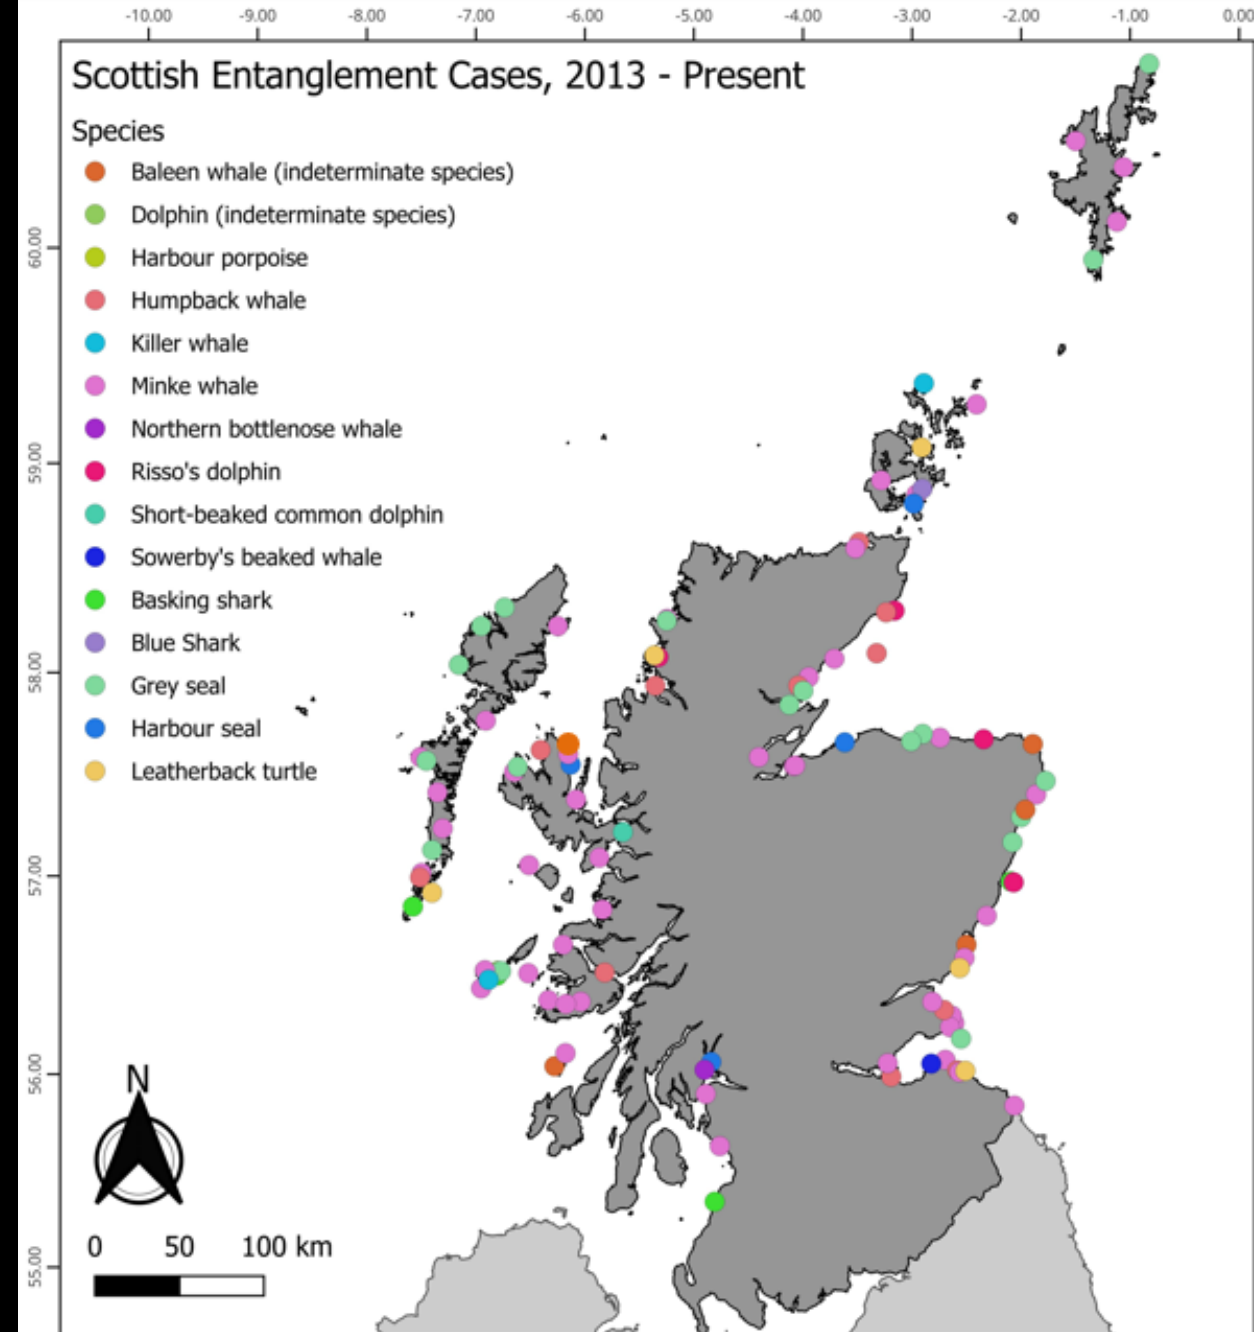 -10.00 -9.00 -8.00 -7.00 -6.00 -5.00 -4.00 -3.00 -2.00 -1.00 0.00
Scottish Entanglement Cases, 2013 - Present
Species
Baleen whale (indeterminate species)
Dolphin (indeterminate species)
Harbour porpoise
Humpback whale
Killer whale
Minke whale
Northern bottlenose whale
Risso's dolphin
Short-beaked common dolphin
Sowerby's beaked whale
Basking shark
Blue Shark
Grey seal
Harbour seal
Leatherback turtle
60.00
59.00
58.00
57.00
56.00
55.00
N
0 50 100 km